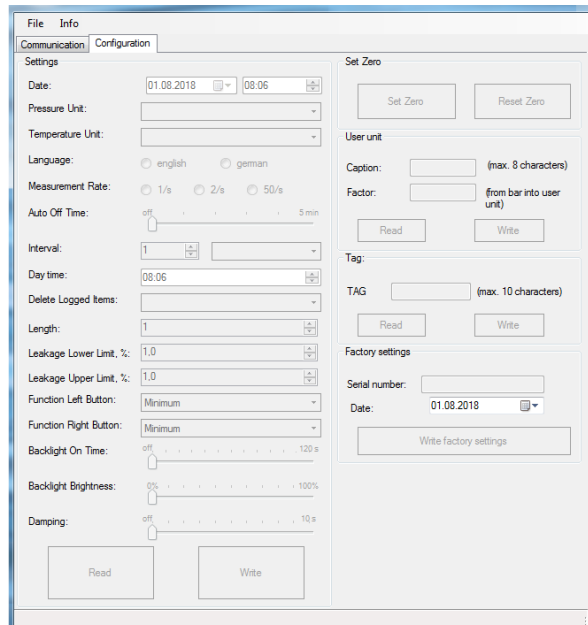 File Info
Communication Configuration
Settings
Date: 01.08.2018 08:06
Pressure Unit:
Temperature Unit:
Language: english german
Measurement Rate: 1/s 2/s 50/s
Auto Off Time: off 5 min
Interval: 1
Day time: 08:06
Delete Logged Items:
Length: 1
Leakage Lower Limit, %: 1,0
Leakage Upper Limit, %: 1,0
Function Left Button: Minimum
Function Right Button: Minimum
Backlight On Time: off 120 s
Backlight Brightness: 0% 100%
Damping: off 10 s
Read Write
Set Zero
Set Zero Reset Zero
User unit
Caption: (max. 8 characters)
Factor: (from bar into user
unit)
Read Write
Tag:
TAG (max. 10 characters)
Read Write
Factory settings
Serial number:
Date: 01.08.2018
Write factory settings